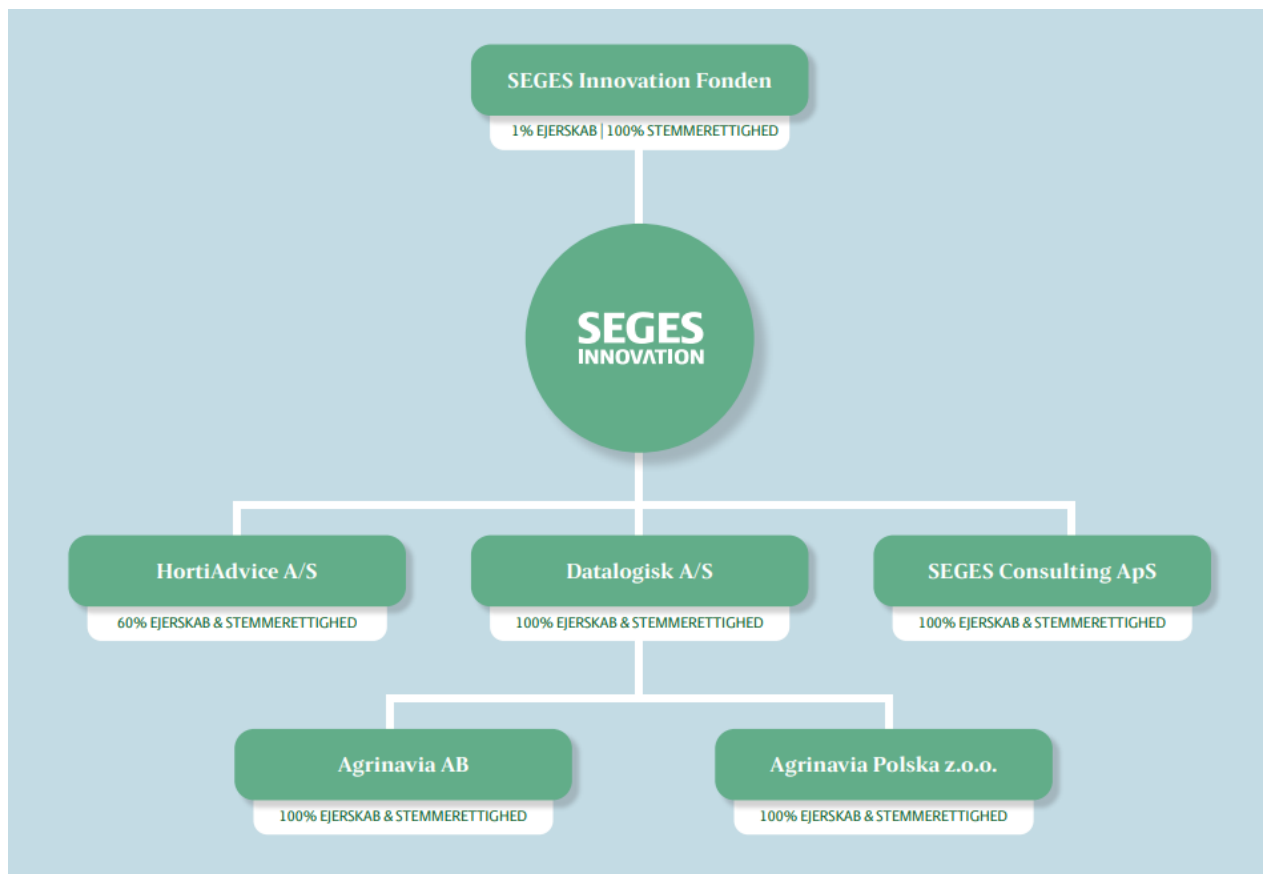 SEGES Innovation Fonden
1% EJERSKAB | 100% STEMMERETTIGHED
SEGES
INNOVATION
HortiAdvice A/S
60% EJERSKAB & STEMMERETTIGHED
Datalogisk A/S
100% EJERSKAB & STEMMERETTIGHED
SEGES Consulting ApS
100% EJERSKAB & STEMMERETTIGHED
Agrinavia AB
100% EJERSKAB & STEMMERETTIGHED
Agrinavia Polska z.o.o.
100% EJERSKAB & STEMMERETTIGHED